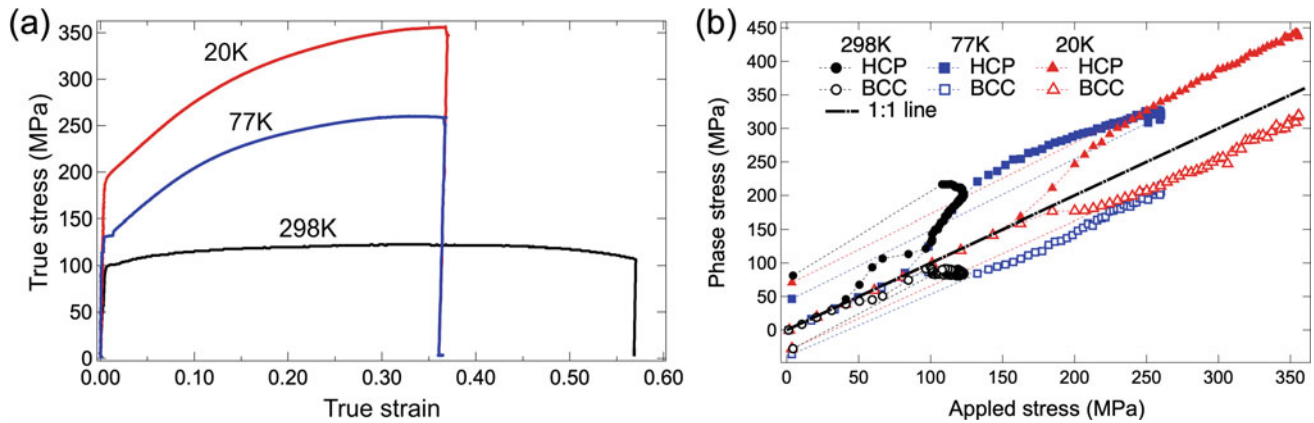 (a)
True stress (MPa)
350
300
250
200
150
100
50
0
20K
77K
298K
0.00 0.10 0.20 0.30 0.40 0.50 0.60
True strain
(b)
Phase stress (MPa)
450
400
350
300
250
200
150
100
50
0
-50
298K 77K 20K
HCP HCP HCP
BCC BCC BCC
1:1 line
0 50 100 150 200 250 300 350
Appled stress (MPa)